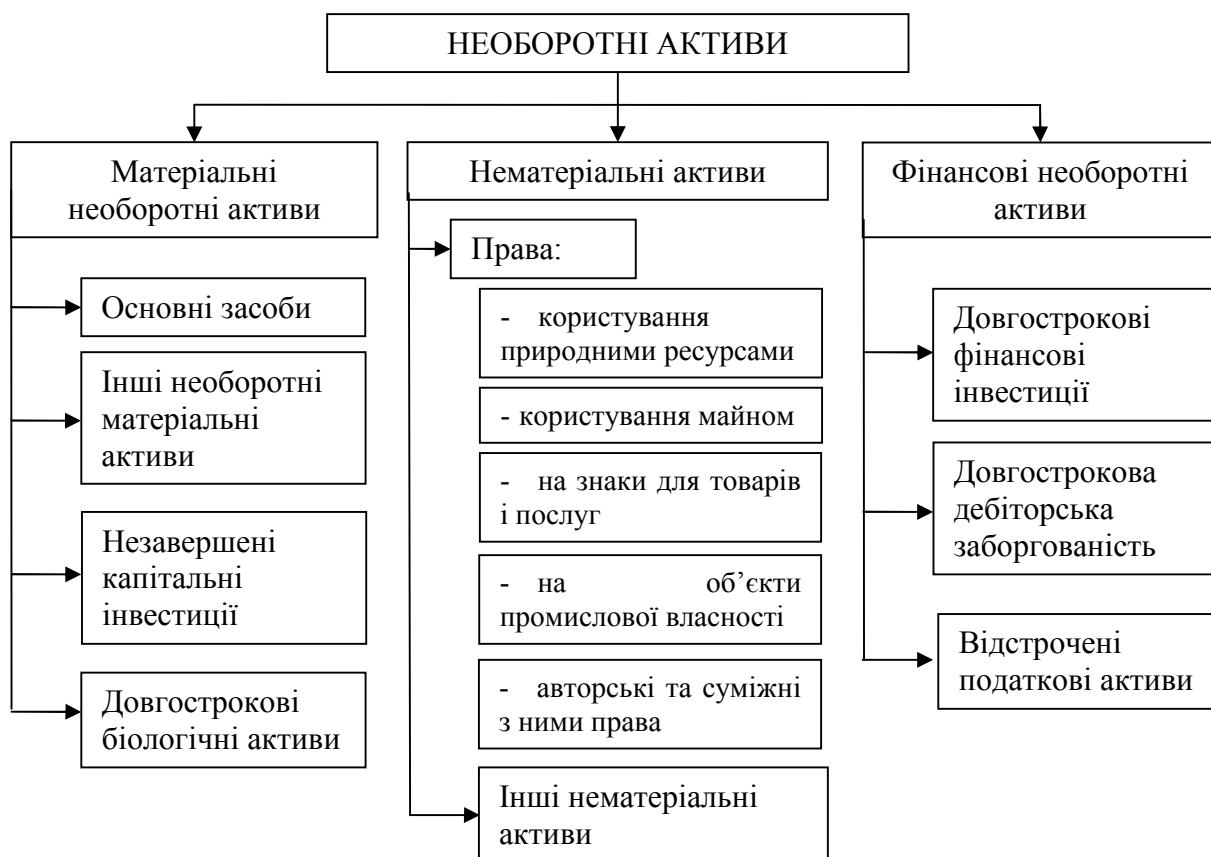 НЕОБОРОТНІ АКТИВИ
Матеріальні
необоротні активи
Основні засоби
Інші необоротні
матеріальні
активи
Незавершені
капітальні
інвестиції
Довгострокові
біологічні активи
Нематеріальні активи
Права:
- користування
природними ресурсами
- користування майном
- на знаки для товарів
і послуг
- на об’єкти
промислової власності
- авторські та суміжні
з ними права
Інші нематеріальні
активи
Фінансові необоротні
активи
Довгострокові
фінансові
інвестиції
Довгострокова
дебіторська
заборгованість
Відстрочені
податкові активи